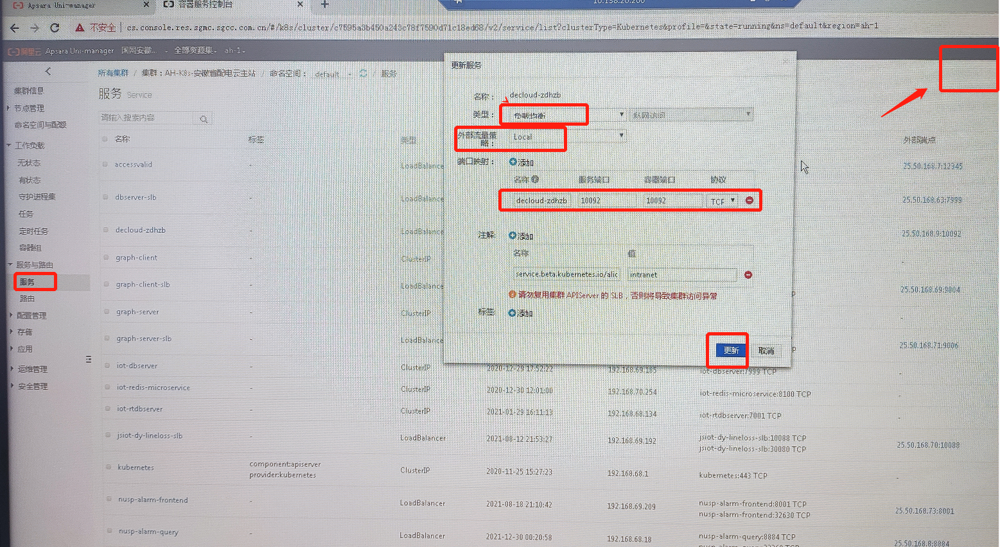 Apsara Uni-manager
容器服务控制台
10.138.20.200
不安全
cs.console.res.sgmc.sgcc.com.cn/#/k8s/cluster/c7595a3b450a243c78f7590d71c18ed68/v2/service/list?clusterType=Kubernetes&profile=&state=running&ns=default&region=ah-1
阿里云 Apsara Uni-manager 国网安徽... 全部资源集 ah-1
所有集群 / 集群：AH-K8s-安徽省配电云主站 / 命名空间： default / 服务
集群信息
节点管理
命名空间与配额
工作负载
无状态
有状态
守护进程集
任务
定时任务
容器组
服务与路由
服务
路由
配置管理
存储
应用
运维管理
安全管理
服务 Service
请输入搜索内容
名称 标签 类型 外部端点
accessvalid - LoadBalance 25.50.168.7:12345
dbserver-slb - LoadBalance 25.50.168.63:7999
decloud-zdhzb - LoadBalance 25.50.168.9:10092
graph-client - ClusterIP -
graph-client-slb - LoadBalance 25.50.168.69:9004
graph-server - ClusterIP -
graph-server-slb - LoadBalance 25.50.168.71:9006
iot-dbserver - ClusterIP 2020-12-29 17:52:22 192.168.69.185 iot-dbserver:7999 TCP -
iot-redis-microservice - ClusterIP 2020-12-30 12:01:00 192.168.70.254 iot-redis-microservice:8100 TCP -
iot-rtdbserver - ClusterIP 2021-01-29 16:11:13 192.168.68.134 iot-rtdbserver:7001 TCP -
jsiot-dy-lineloss-slb - LoadBalancer 2021-08-12 21:53:27 192.168.69.192 jsiot-dy-lineloss-slb:10088 TCP 25.50.168.70:10088
jsiot-dy-lineloss-slb:30080 TCP
kubernetes component:apiserver ClusterIP 2020-11-25 15:27:23 192.168.68.1 kubernetes:443 TCP -
provider:kubernetes
nusp-alarm-frontend - LoadBalancer 2021-08-18 21:10:42 192.168.69.209 nusp-alarm-frontend:8001 TCP 25.50.168.73:8001
nusp-alarm-frontend:32630 TCP
nusp-alarm-query - LoadBalancer 2021-12-30 00:20:58 192.168.68.18 nusp-alarm-query:8884 TCP 25.50.168.8:8884
更新服务
名称： decloud-zdhzb
类型： 负载均衡 私网访问
外部流量策略： Local
端口映射： 添加
名称 服务端口 容器端口 协议
decloud-zdhzb 10092 10092 TCP
注解: 添加
名称 值
service.beta.kubernetes.io/alic intranet
请勿复用集群 APIServer 的 SLB，否则将导致集群访问异常
标签: 添加
更新 取消